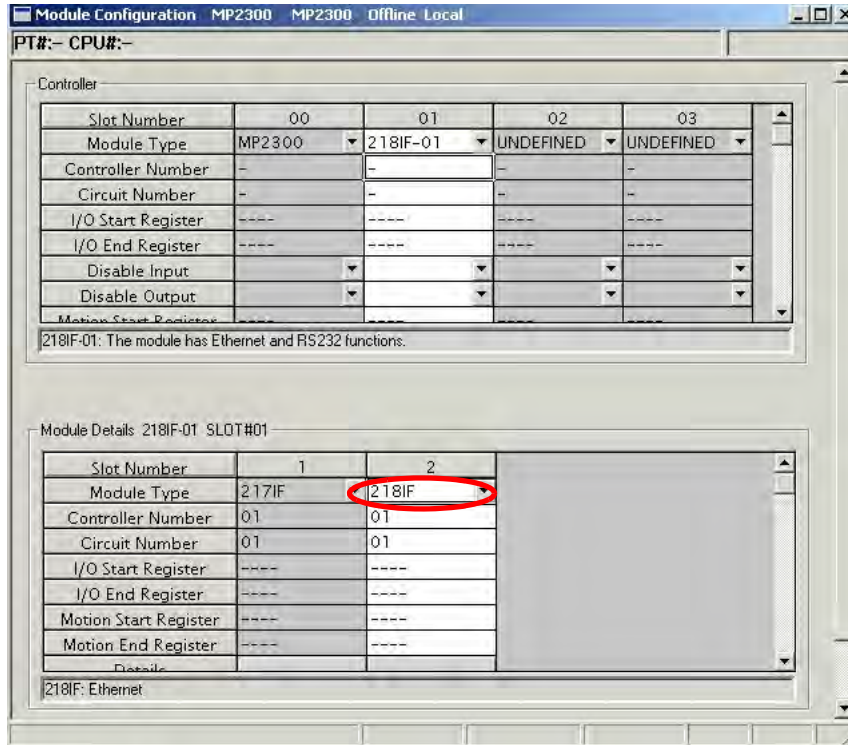 Module Configuration MP2300 MP2300 Offline Local
PT#:– CPU#:–
Controller
Slot Number 00 01 02 03
Module Type MP2300 218IF-01 UNDEFINED UNDEFINED
Controller Number – – – –
Circuit Number – – – –
I/O Start Register ---- ---- ---- ----
I/O End Register ---- ---- ---- ----
Disable Input
Disable Output
Motion Start Register ---- ---- ---- ----
218IF-01: The module has Ethernet and RS232 functions.
Module Details 218IF-01 SLOT#01
Slot Number 1 2
Module Type 217IF 218IF
Controller Number 01 01
Circuit Number 01 01
I/O Start Register ---- ----
I/O End Register ---- ----
Motion Start Register ---- ----
Motion End Register ---- ----
Details
218IF: Ethernet